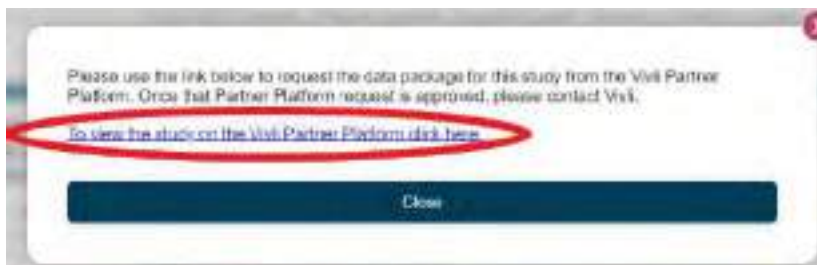 Please use the link below to request the data package for this study from the Vivli Partner
Platform. Once that Partner Platform request is approved, please contact Vivli.
To view the study on the Vivli Partner Platform click here
Close